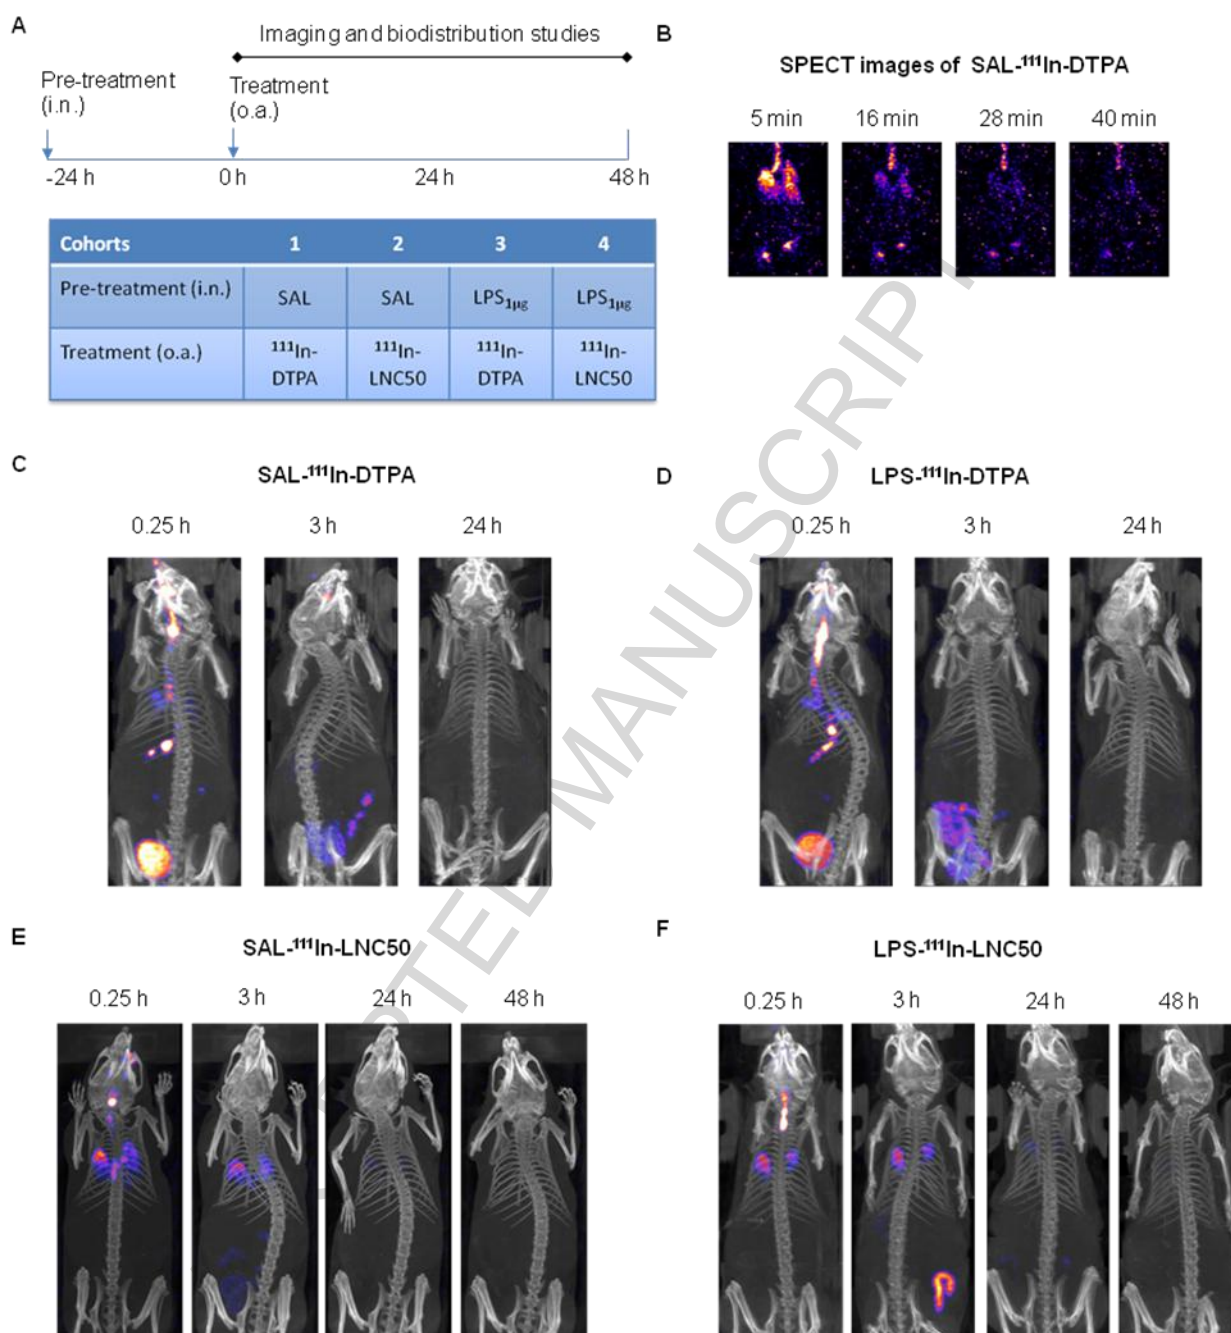 A
Imaging and biodistribution studies
Pre-treatment
(i.n.)
Treatment
(o.a.)
-24 h 0 h 24 h 48 h
Cohorts 1 2 3 4
Pre-treatment (i.n.) SAL SAL LPS1µg LPS1µg
Treatment (o.a.) ¹¹¹In-DTPA ¹¹¹In-LNC50 ¹¹¹In-DTPA ¹¹¹In-LNC50
B
SPECT images of SAL-¹¹¹In-DTPA
5 min 16 min 28 min 40 min
C
SAL-¹¹¹In-DTPA
0.25 h 3 h 24 h
D
LPS-¹¹¹In-DTPA
0.25 h 3 h 24 h
E
SAL-¹¹¹In-LNC50
0.25 h 3 h 24 h 48 h
F
LPS-¹¹¹In-LNC50
0.25 h 3 h 24 h 48 h
MANUSCRIPT